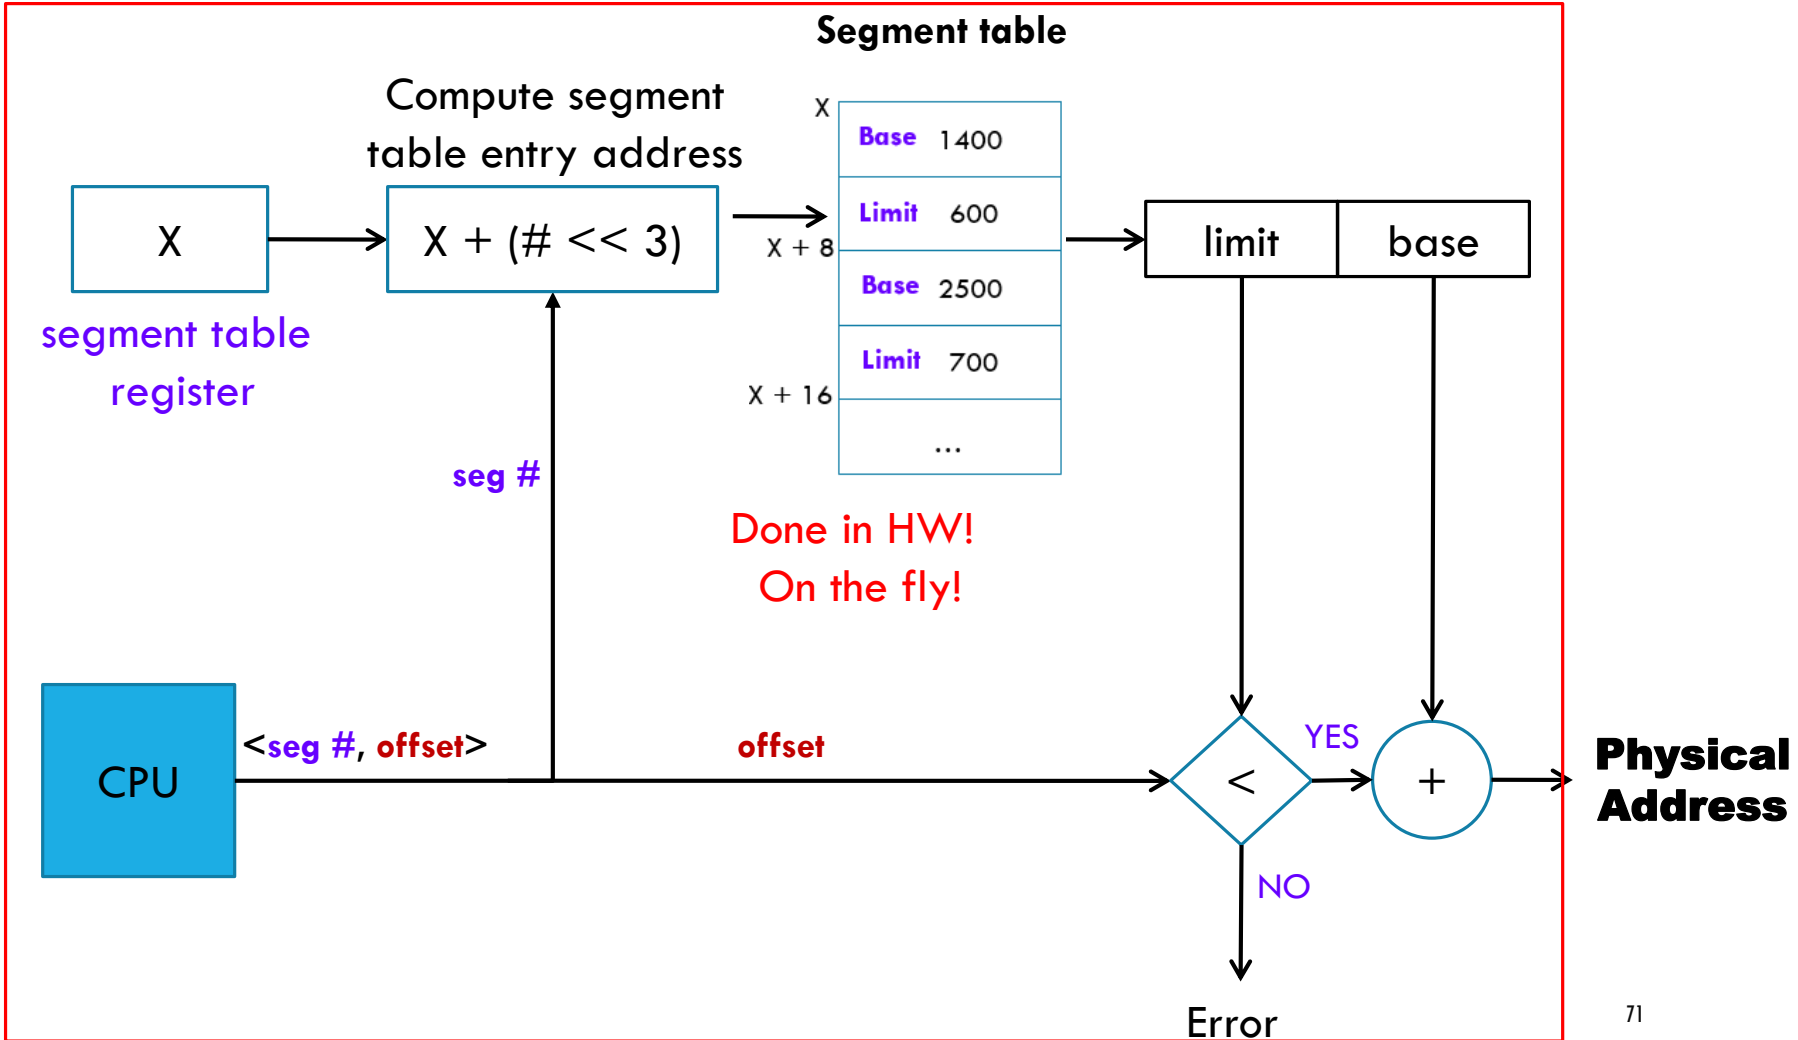 Segment table
Compute segment
table entry address
X
Base 1400
X
X + (# << 3)
Limit 600
limit
base
X + 8
Base 2500
segment table
register
Limit 700
X + 16
...
seg #
Done in HW!
On the fly!
CPU
<seg #, offset>
offset
<
YES
+
Physical
Address
NO
Error
71